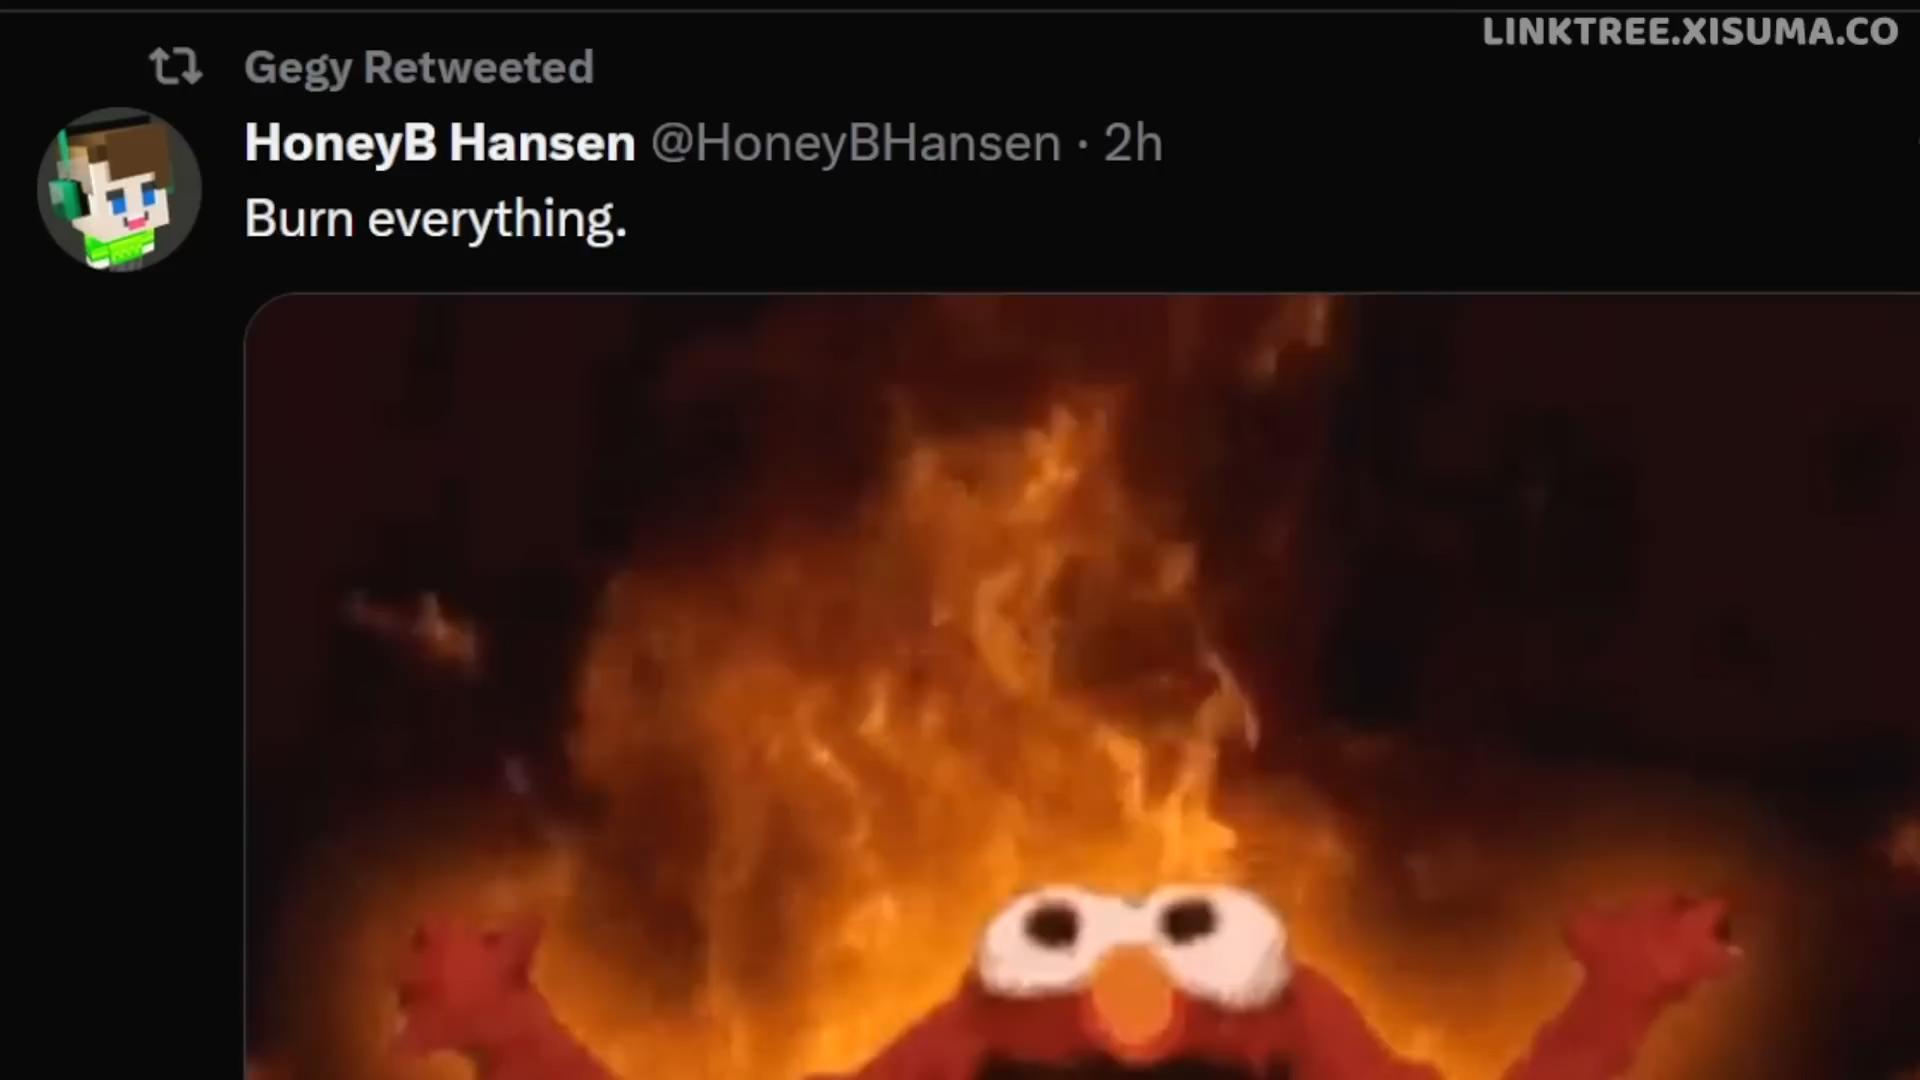 LINKTREE.XISUMA.CO
Gegy Retweeted
HoneyB Hansen @HoneyBHansen · 2h
Burn everything.